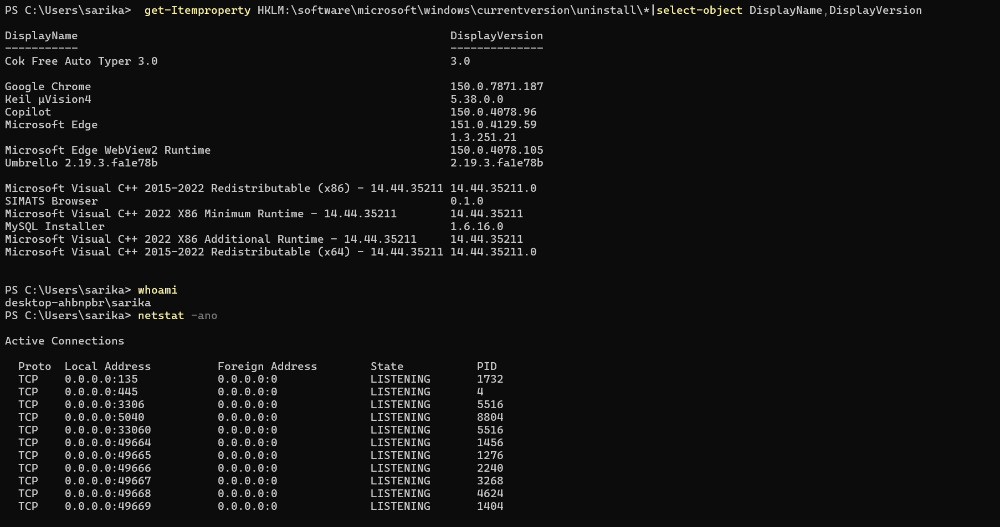 PS C:\Users\sarika>  get-Itemproperty HKLM:\software\microsoft\windows\currentversion\uninstall\*|select-object DisplayName,DisplayVersion
DisplayName                                                        DisplayVersion
-----------                                                        --------------
Cok Free Auto Typer 3.0                                            3.0
Google Chrome                                                      150.0.7871.187
Keil µVision4                                                      5.38.0.0
Copilot                                                            150.0.4078.96
Microsoft Edge                                                     151.0.4129.59
                                                                   1.3.251.21
Microsoft Edge WebView2 Runtime                                    150.0.4078.105
Umbrello 2.19.3.fa1e78b                                            2.19.3.fa1e78b
Microsoft Visual C++ 2015-2022 Redistributable (x86) - 14.44.35211 14.44.35211.0
SIMATS Browser                                                     0.1.0
Microsoft Visual C++ 2022 X86 Minimum Runtime - 14.44.35211        14.44.35211
MySQL Installer                                                    1.6.16.0
Microsoft Visual C++ 2022 X86 Additional Runtime - 14.44.35211     14.44.35211
Microsoft Visual C++ 2015-2022 Redistributable (x64) - 14.44.35211 14.44.35211.0
PS C:\Users\sarika> whoami
desktop-ahbnpbr\sarika
PS C:\Users\sarika> netstat -ano
Active Connections
  Proto  Local Address          Foreign Address        State           PID
  TCP    0.0.0.0:135            0.0.0.0:0              LISTENING       1732
  TCP    0.0.0.0:445            0.0.0.0:0              LISTENING       4
  TCP    0.0.0.0:3306           0.0.0.0:0              LISTENING       5516
  TCP    0.0.0.0:5040           0.0.0.0:0              LISTENING       8804
  TCP    0.0.0.0:33060          0.0.0.0:0              LISTENING       5516
  TCP    0.0.0.0:49664          0.0.0.0:0              LISTENING       1456
  TCP    0.0.0.0:49665          0.0.0.0:0              LISTENING       1276
  TCP    0.0.0.0:49666          0.0.0.0:0              LISTENING       2240
  TCP    0.0.0.0:49667          0.0.0.0:0              LISTENING       3268
  TCP    0.0.0.0:49668          0.0.0.0:0              LISTENING       4624
  TCP    0.0.0.0:49669          0.0.0.0:0              LISTENING       1404